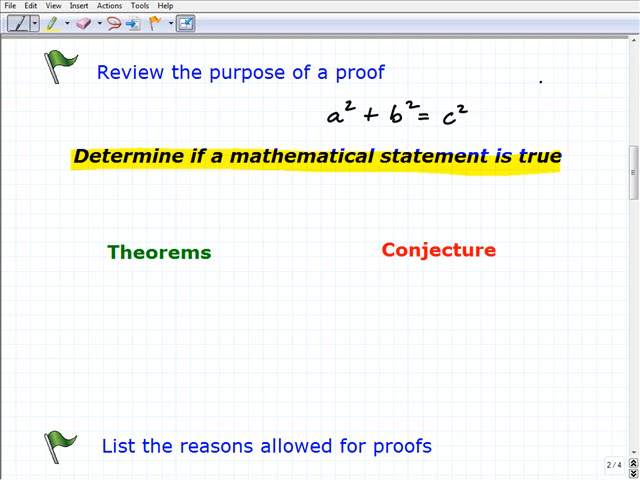 File Edit View Insert Actions Tools Help
Review the purpose of a proof
a² + b² = c²
Determine if a mathematical statement is true
Theorems Conjecture
List the reasons allowed for proofs
2 / 4